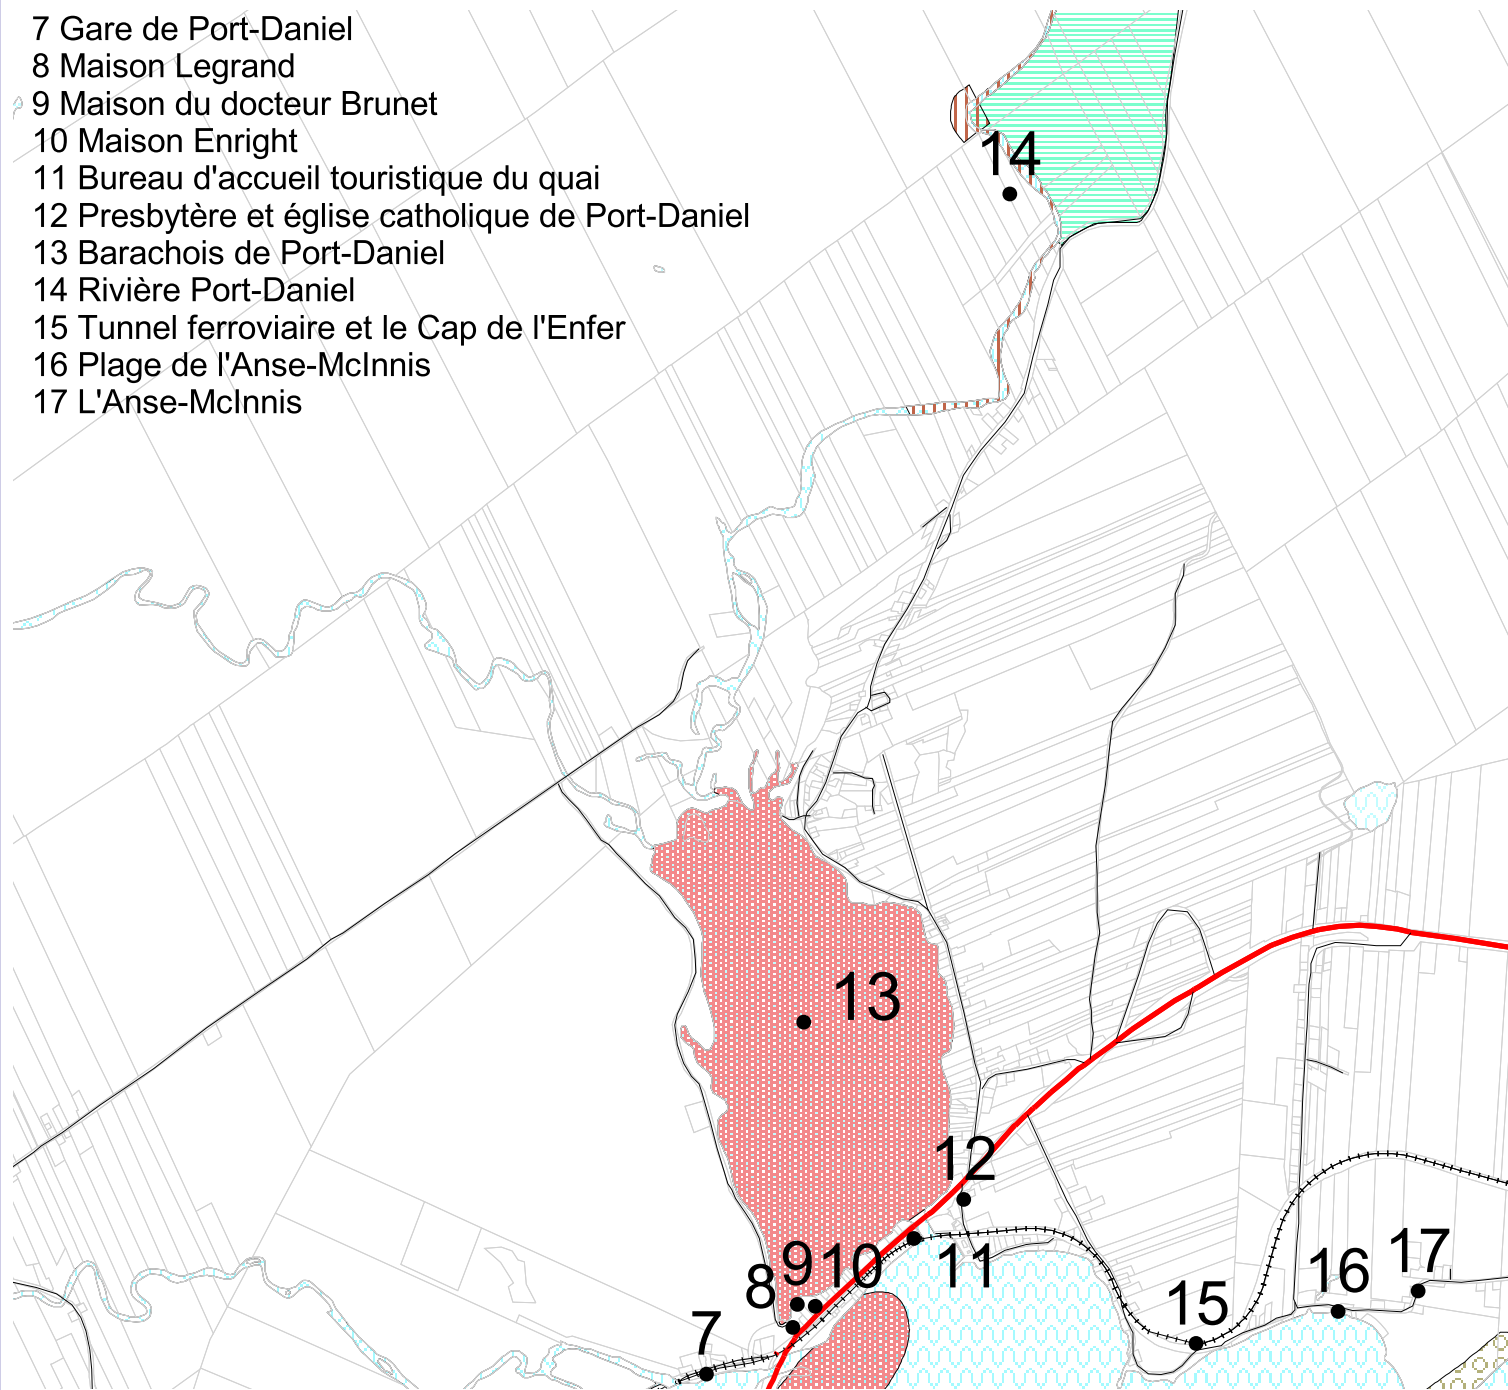 7 Gare de Port-Daniel
8 Maison Legrand
9 Maison du docteur Brunet
10 Maison Enright
11 Bureau d'accueil touristique du quai
12 Presbytère et église catholique de Port-Daniel
13 Barachois de Port-Daniel
14 Rivière Port-Daniel
15 Tunnel ferroviaire et le Cap de l'Enfer
16 Plage de l'Anse-McInnis
17 L'Anse-McInnis
14
13
12
9 10 11
8
7
15
16
17